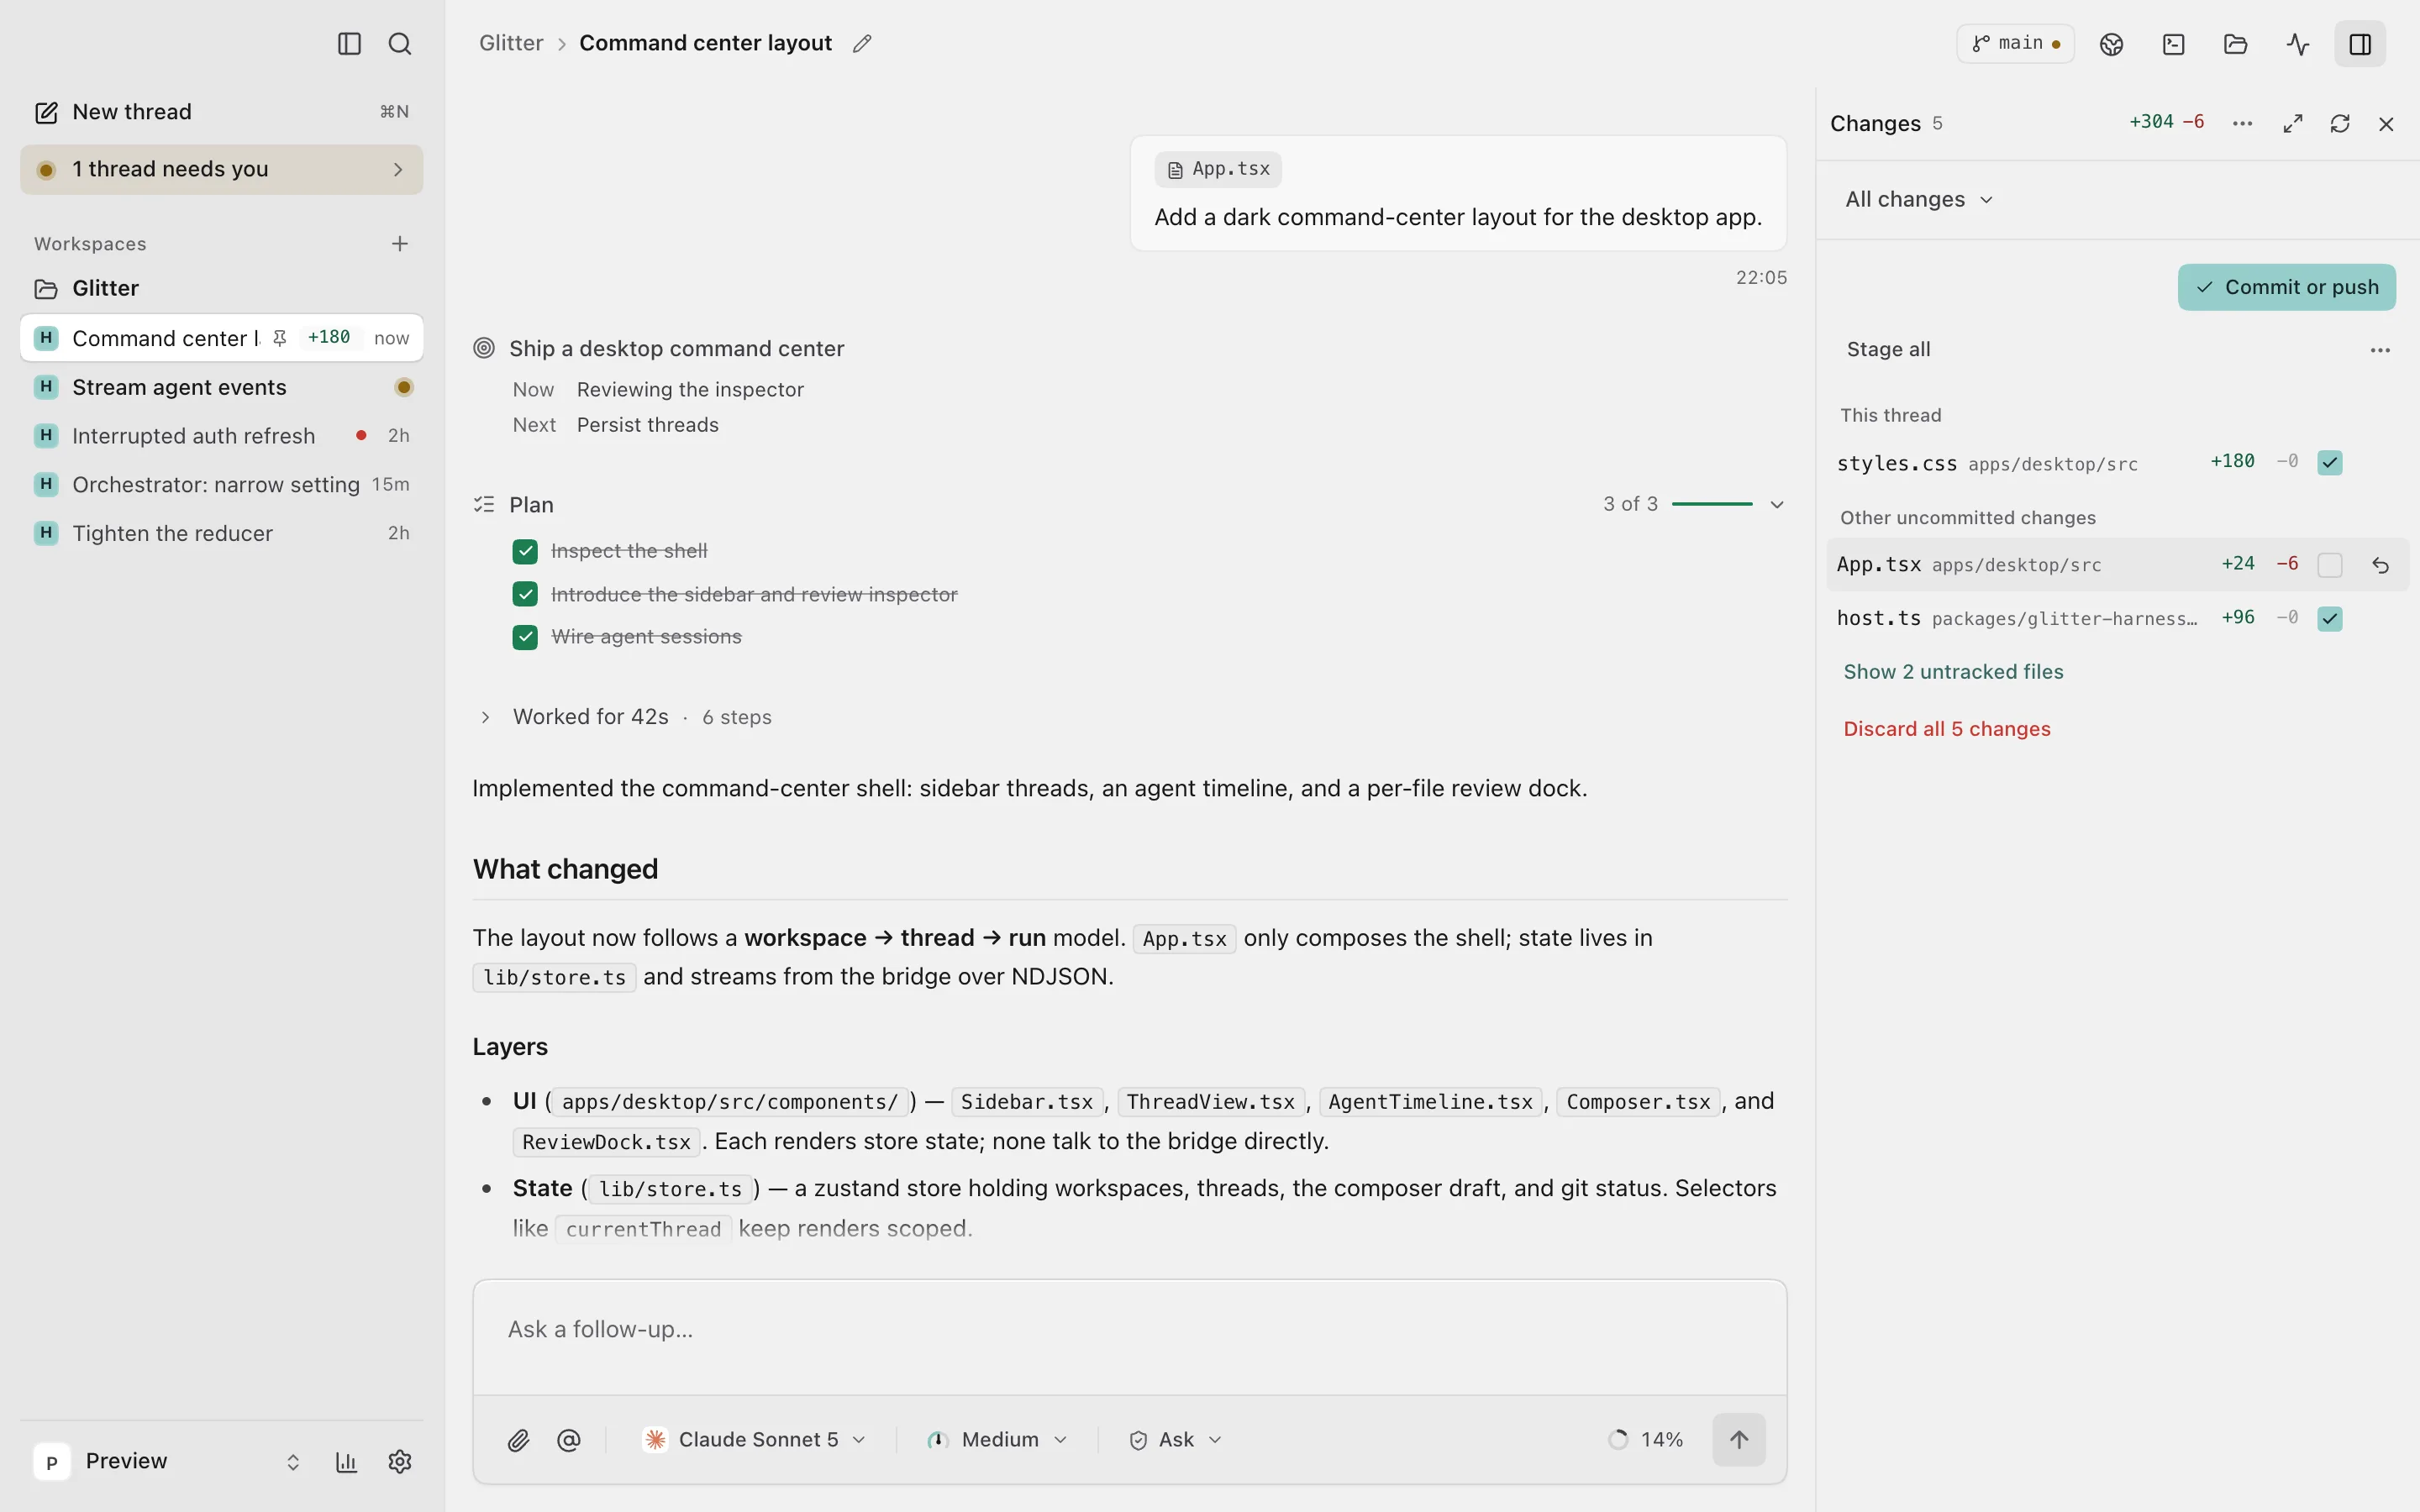 New thread ⌘N
1 thread needs you
Workspaces
Glitter
H Command center l +180 now
H Stream agent events
H Interrupted auth refresh 2h
H Orchestrator: narrow setting 15m
H Tighten the reducer 2h
P Preview
Glitter > Command center layout
main
App.tsx
Add a dark command-center layout for the desktop app.
22:05
Ship a desktop command center
Now Reviewing the inspector
Next Persist threads
Plan 3 of 3
Inspect the shell
Introduce the sidebar and review inspector
Wire agent sessions
Worked for 42s · 6 steps
Implemented the command-center shell: sidebar threads, an agent timeline, and a per-file review dock.
What changed
The layout now follows a workspace → thread → run model. App.tsx only composes the shell; state lives in
lib/store.ts and streams from the bridge over NDJSON.
Layers
• UI ( apps/desktop/src/components/ ) — Sidebar.tsx , ThreadView.tsx , AgentTimeline.tsx , Composer.tsx , and
ReviewDock.tsx . Each renders store state; none talk to the bridge directly.
• State ( lib/store.ts ) — a zustand store holding workspaces, threads, the composer draft, and git status. Selectors
like currentThread keep renders scoped.
Ask a follow-up...
Claude Sonnet 5 Medium Ask 14%
Changes 5 +304 −6
All changes
Commit or push
Stage all
This thread
styles.css apps/desktop/src +180 −0
Other uncommitted changes
App.tsx apps/desktop/src +24 −6
host.ts packages/glitter-harness… +96 −0
Show 2 untracked files
Discard all 5 changes